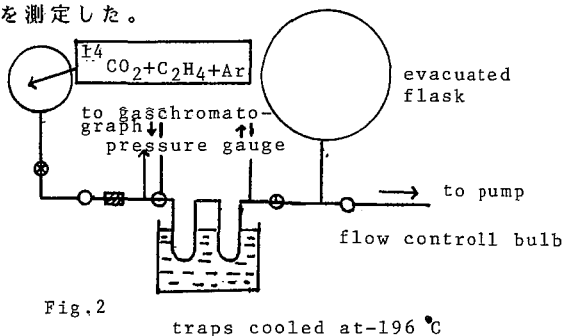 を測定した。
14
CO2+C2H4+Ar
evacuated
flask
to gaschromato-
graph
pressure gauge
to pump
flow controll bulb
Fig.2
traps cooled at-196 °C